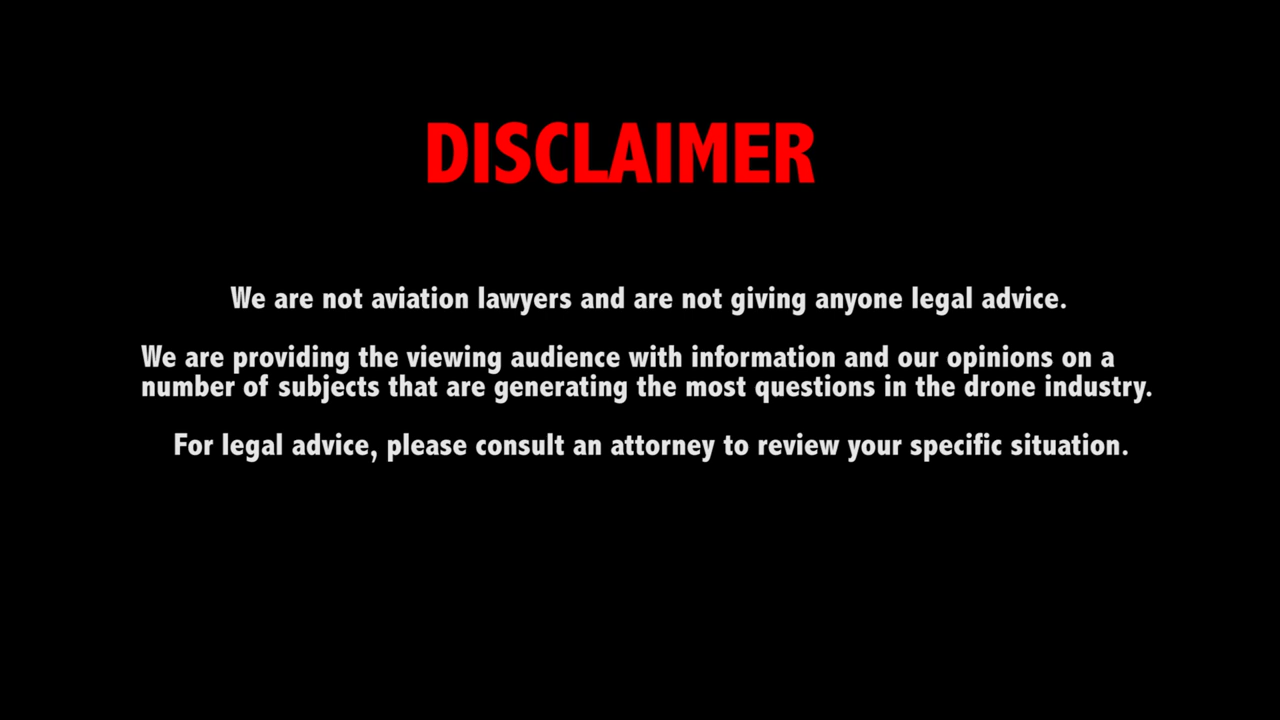 DISCLAIMER
We are not aviation lawyers and are not giving anyone legal advice.
We are providing the viewing audience with information and our opinions on a
number of subjects that are generating the most questions in the drone industry.
For legal advice, please consult an attorney to review your specific situation.